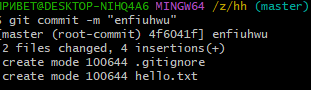 MPMBET@DESKTOP-NIHQ4A6 MINGW64 /z/hh (master)
$ git commit -m "enfiuhwu"
[master (root-commit) 4f6041f] enfiuhwu
2 files changed, 4 insertions(+)
create mode 100644 .gitignore
create mode 100644 hello.txt